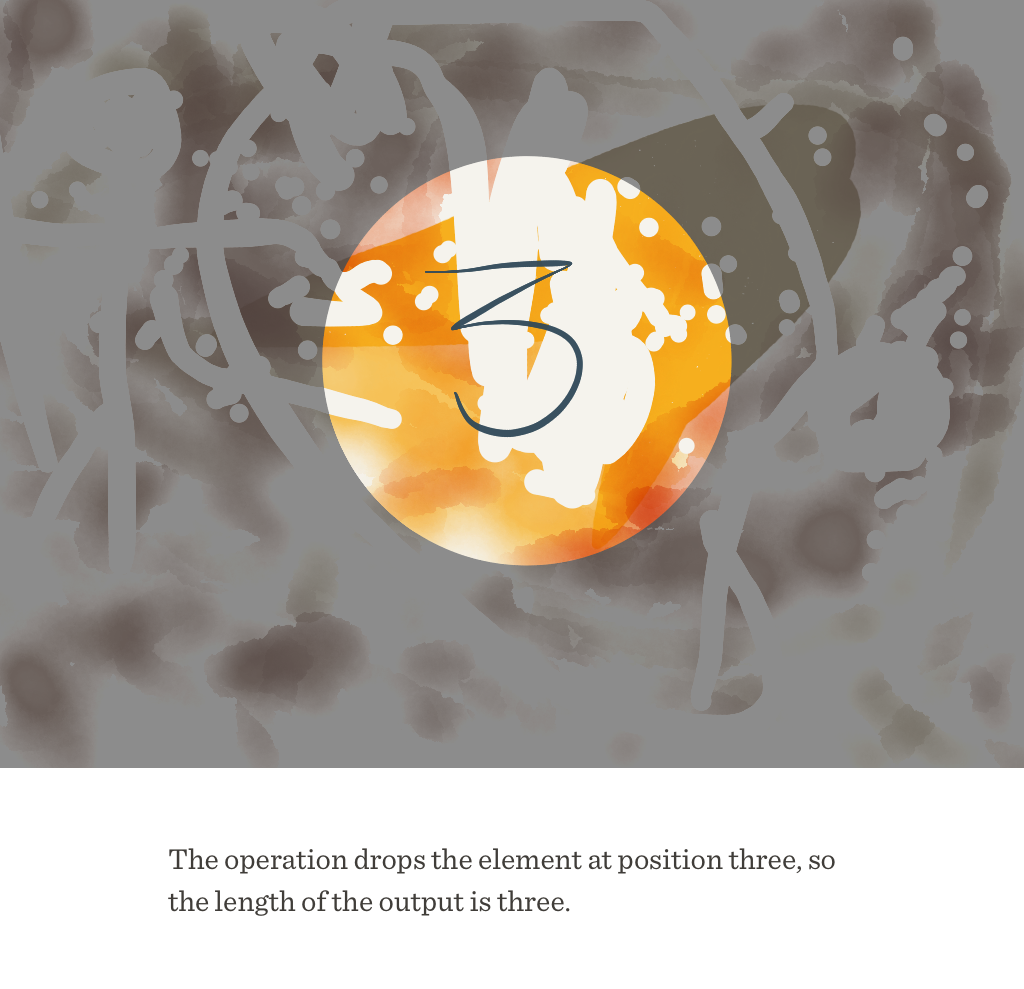 3
The operation drops the element at position three, so
the length of the output is three.